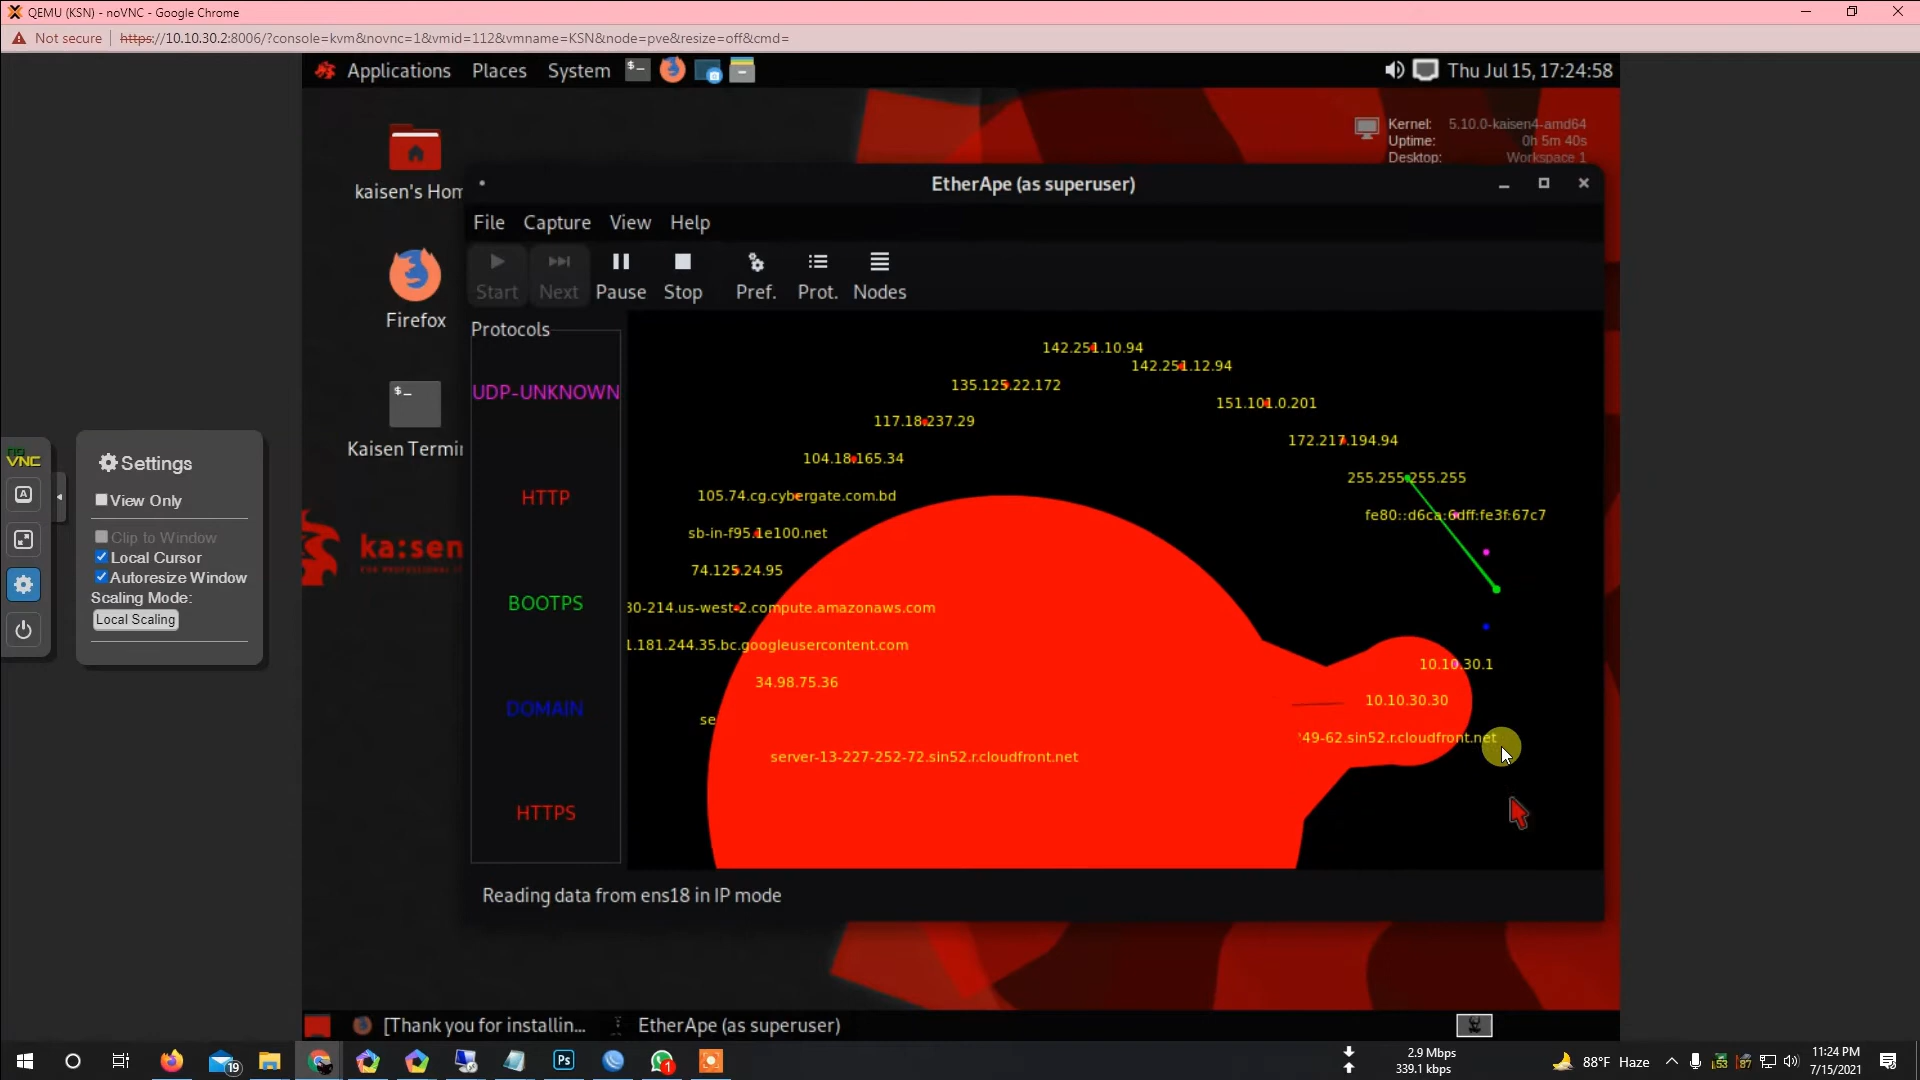 QEMU (KSN) - noVNC - Google Chrome
Not secure
https://10.10.30.2:8006/?console=kvm&novnc=1&vmid=112&vmname=KSN&node=pve&resize=off&cmd=
Applications Places System
Thu Jul 15, 17:24:58
Kernel: 5.10.0-kaisen4-amd64
Uptime: 0h 5m 40s
Desktop: Workspace 1
kaisen's Hom
Firefox
$-
Kaisen Termin
ka:sen
EtherApe (as superuser)
File Capture View Help
Start Next Pause Stop Pref. Prot. Nodes
Protocols
UDP-UNKNOWN
HTTP
BOOTPS
DOMAIN
HTTPS
142.251.10.94
142.251.12.94
135.125.22.172
151.101.0.201
117.18.237.29
172.217.194.94
104.18.165.34
255.255.255.255
105.74.cg.cybergate.com.bd
fe80::d6ca:6dff:fe3f:67c7
sb-in-f95.1e100.net
74.125.24.95
30-214.us-west-2.compute.amazonaws.com
1.181.244.35.bc.googleusercontent.com
10.10.30.1
34.98.75.36
10.10.30.30
se
'49-62.sin52.r.cloudfront.net
server-13-227-252-72.sin52.r.cloudfront.net
Reading data from ens18 in IP mode
noVNC
A
Settings
View Only
Clip to Window
Local Cursor
Autoresize Window
Scaling Mode:
Local Scaling
[Thank you for installin...
EtherApe (as superuser)
19
Ps
1
2.9 Mbps
339.1 kbps
88°F Haze
53
87
11:24 PM
7/15/2021